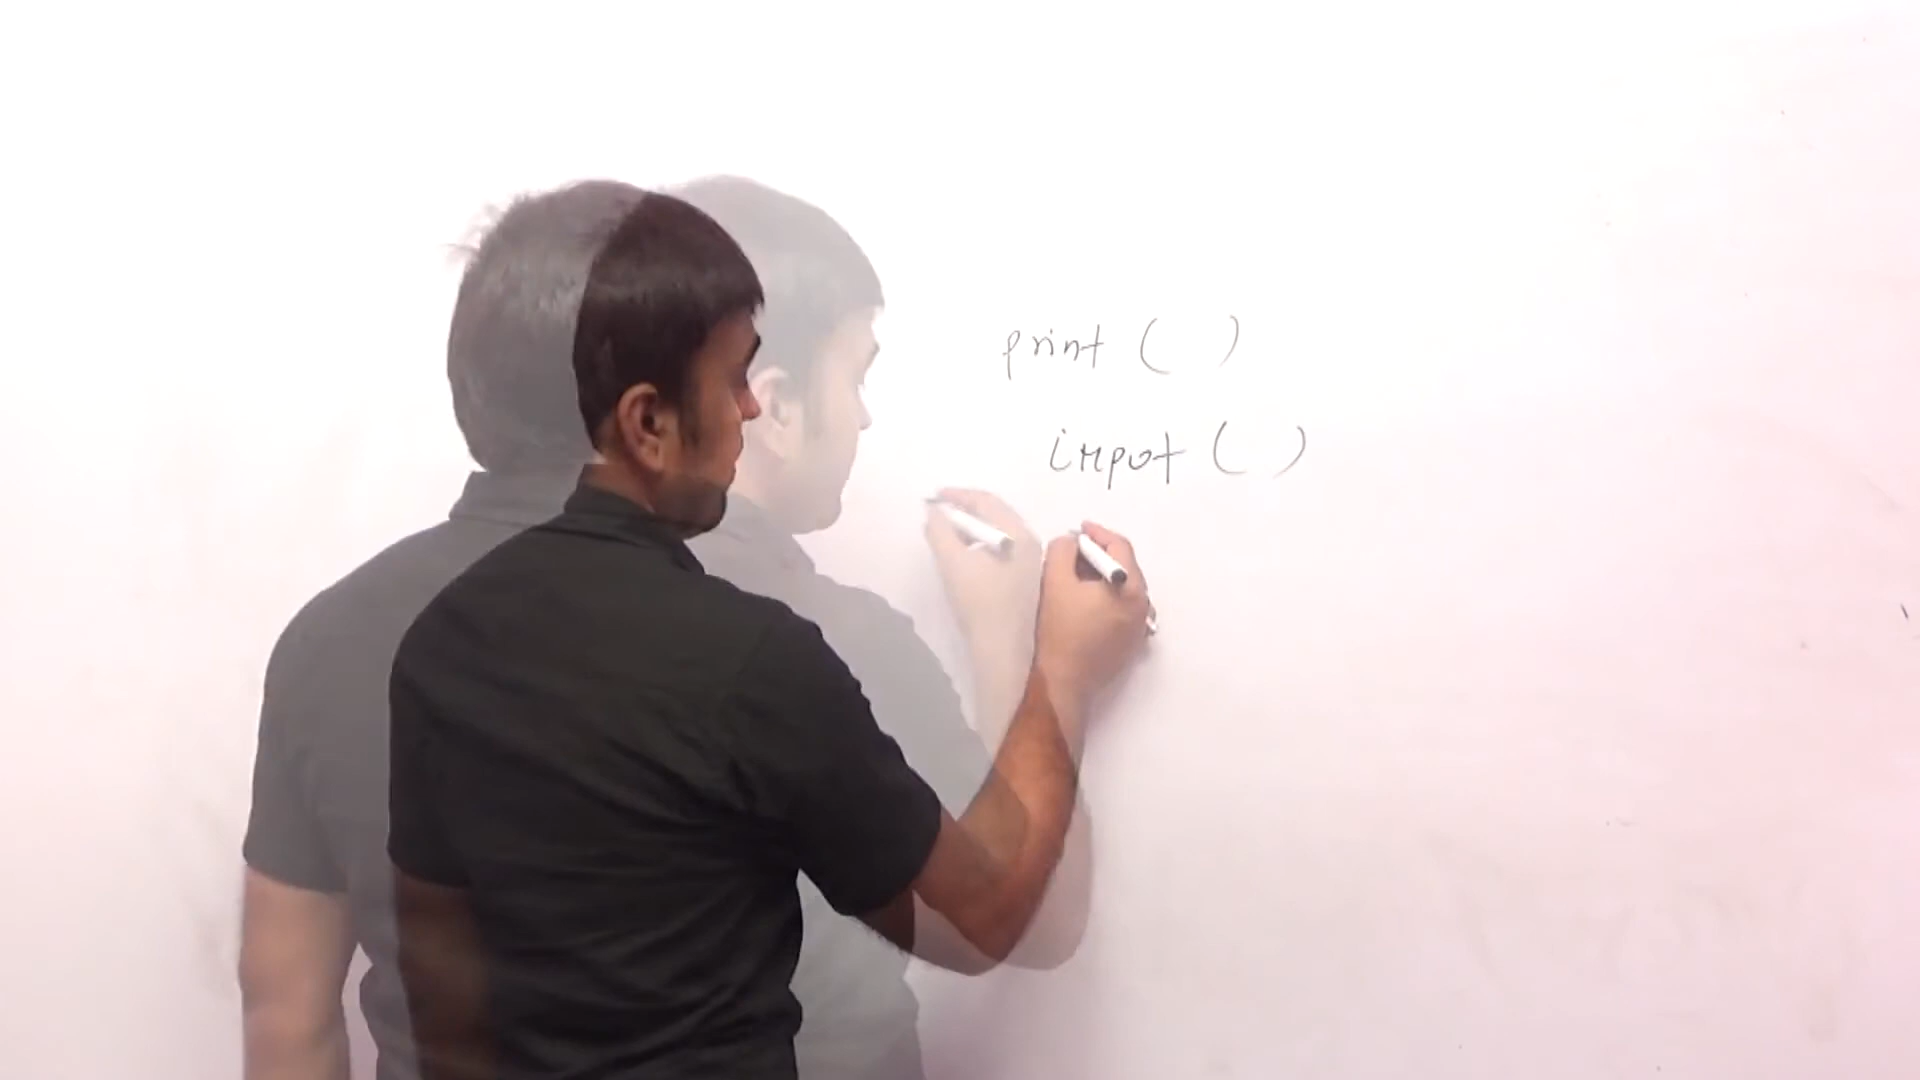 print ( )
input ( )